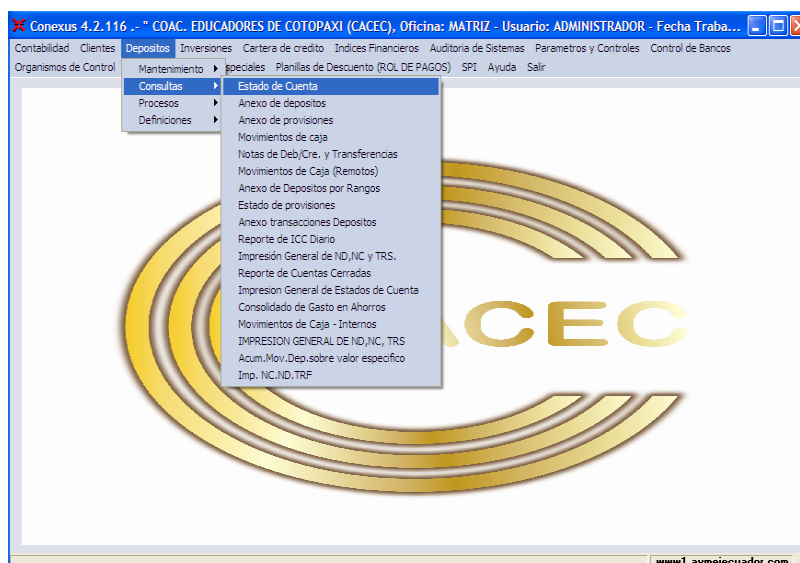 Conexus 4.2.116 .- " COAC. EDUCADORES DE COTOPAXI (CACEC), Oficina: MATRIZ - Usuario: ADMINISTRADOR - Fecha Traba...
Contabilidad Clientes Depositos Inversiones Cartera de credito Indices Financieros Auditoria de Sistemas Parametros y Controles Control de Bancos
Organismos de Control speciales Planillas de Descuento (ROL DE PAGOS) SPI Ayuda Salir
Mantenimiento
Consultas
Procesos
Definiciones
Estado de Cuenta
Anexo de depositos
Anexo de provisiones
Movimientos de caja
Notas de Deb/Cre. y Transferencias
Movimientos de Caja (Remotos)
Anexo de Depositos por Rangos
Estado de provisiones
Anexo transacciones Depositos
Reporte de ICC Diario
Impresión General de ND,NC y TRS.
Reporte de Cuentas Cerradas
Impresion General de Estados de Cuenta
Consolidado de Gasto en Ahorros
Movimientos de Caja - Internos
IMPRESION GENERAL DE ND,NC, TRS
Acum.Mov.Dep.sobre valor especifico
Imp. NC.ND.TRF
ACEC
www1.aymejecuador.com